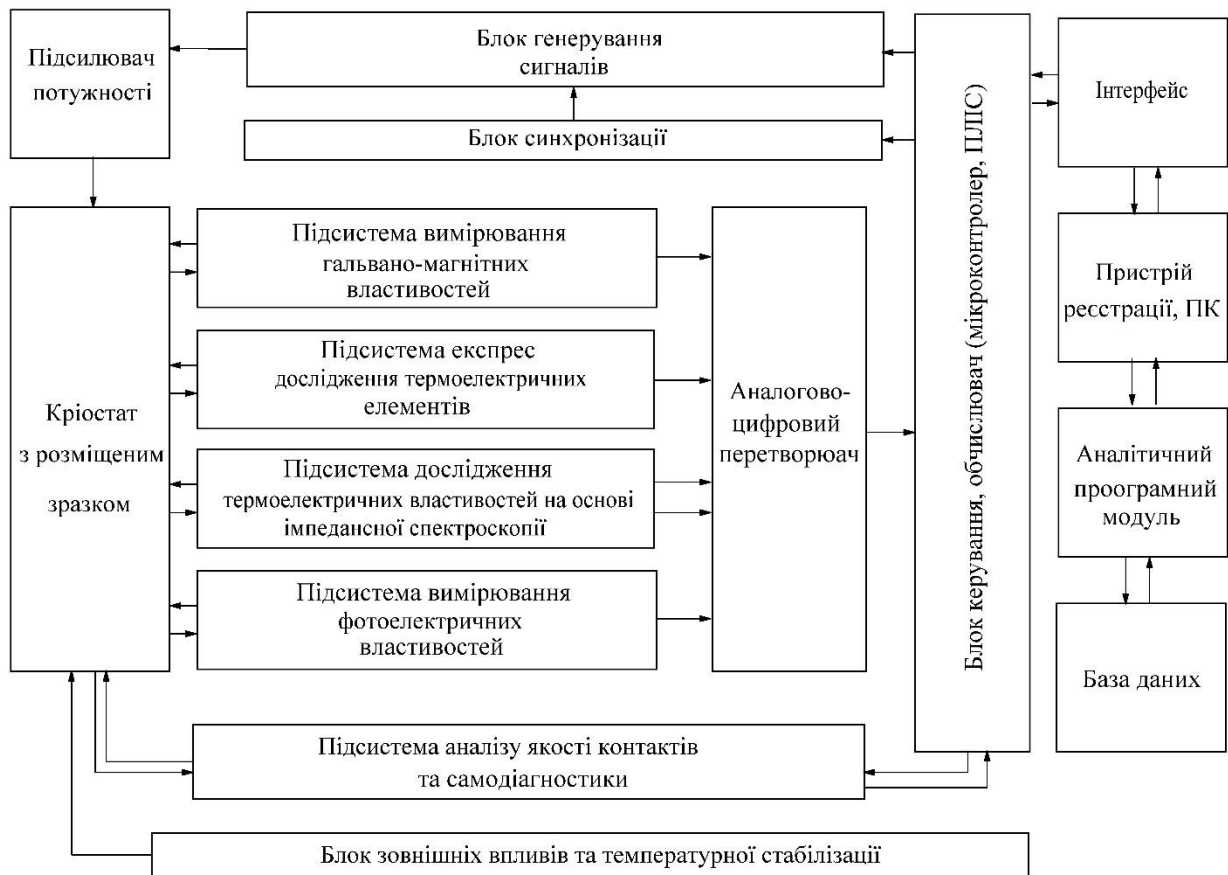 Підсилювач
потужності
Блок генерування
сигналів
Блок синхронізації
Інтерфейс
Кріостат
з розміщеним
зразком
Підсистема вимірювання
гальвано-магнітних
властивостей
Підсистема експрес
дослідження термоелектричних
елементів
Підсистема дослідження
термоелектричних властивостей на основі
імпедансної спектроскопії
Підсистема вимірювання
фотоелектричних
властивостей
Аналогово-
цифровий
перетворюač
Блок керування, обчислювач (мікроконтролер, ПЛІС)
Пристрій
реєстрації, ПК
Аналітичний
проограмний
модуль
База даних
Підсистема аналізу якості контактів
та самодіагностики
Блок зовнішніх впливів та температурної стабілізації